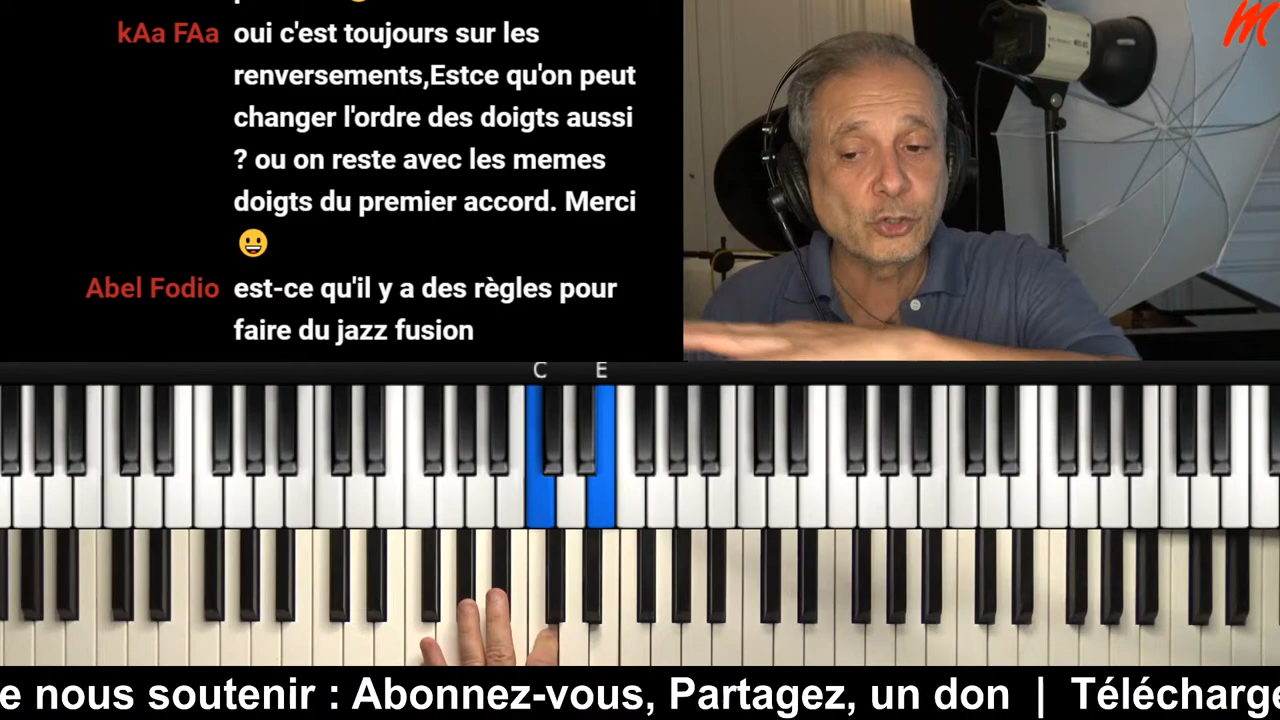 kAa FAa oui c'est toujours sur les
renversements,Estce qu'on peut
changer l'ordre des doigts aussi
? ou on reste avec les memes
doigts du premier accord. Merci
😀
Abel Fodio est-ce qu'il y a des règles pour
faire du jazz fusion
C E
e nous soutenir : Abonnez-vous, Partagez, un don | Télécharge